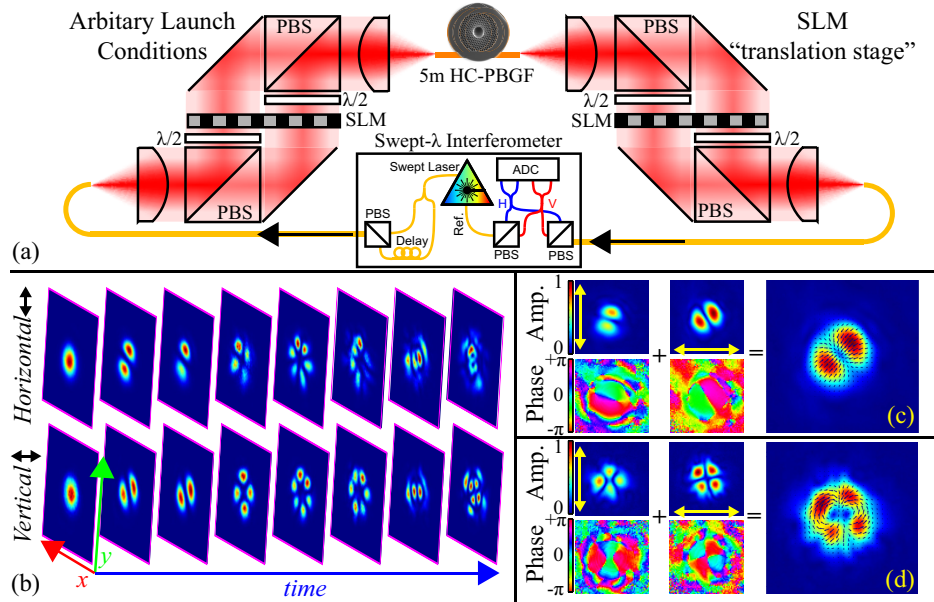 Arbitary Launch
Conditions
PBS
5m HC-PBGF
SLM
“translation stage”
PBS
λ/2
SLM
λ/2
λ/2
SLM
λ/2
PBS
PBS
Swept-λ Interferometer
Swept Laser
ADC
H
V
PBS
Delay
Ref.
PBS
PBS
(a)
Horizontal
Vertical
x
y
time
(b)
Amp.
1
0
+
=
Phase
+π
0
-π
(c)
Amp.
1
0
+
=
Phase
+π
0
-π
(d)